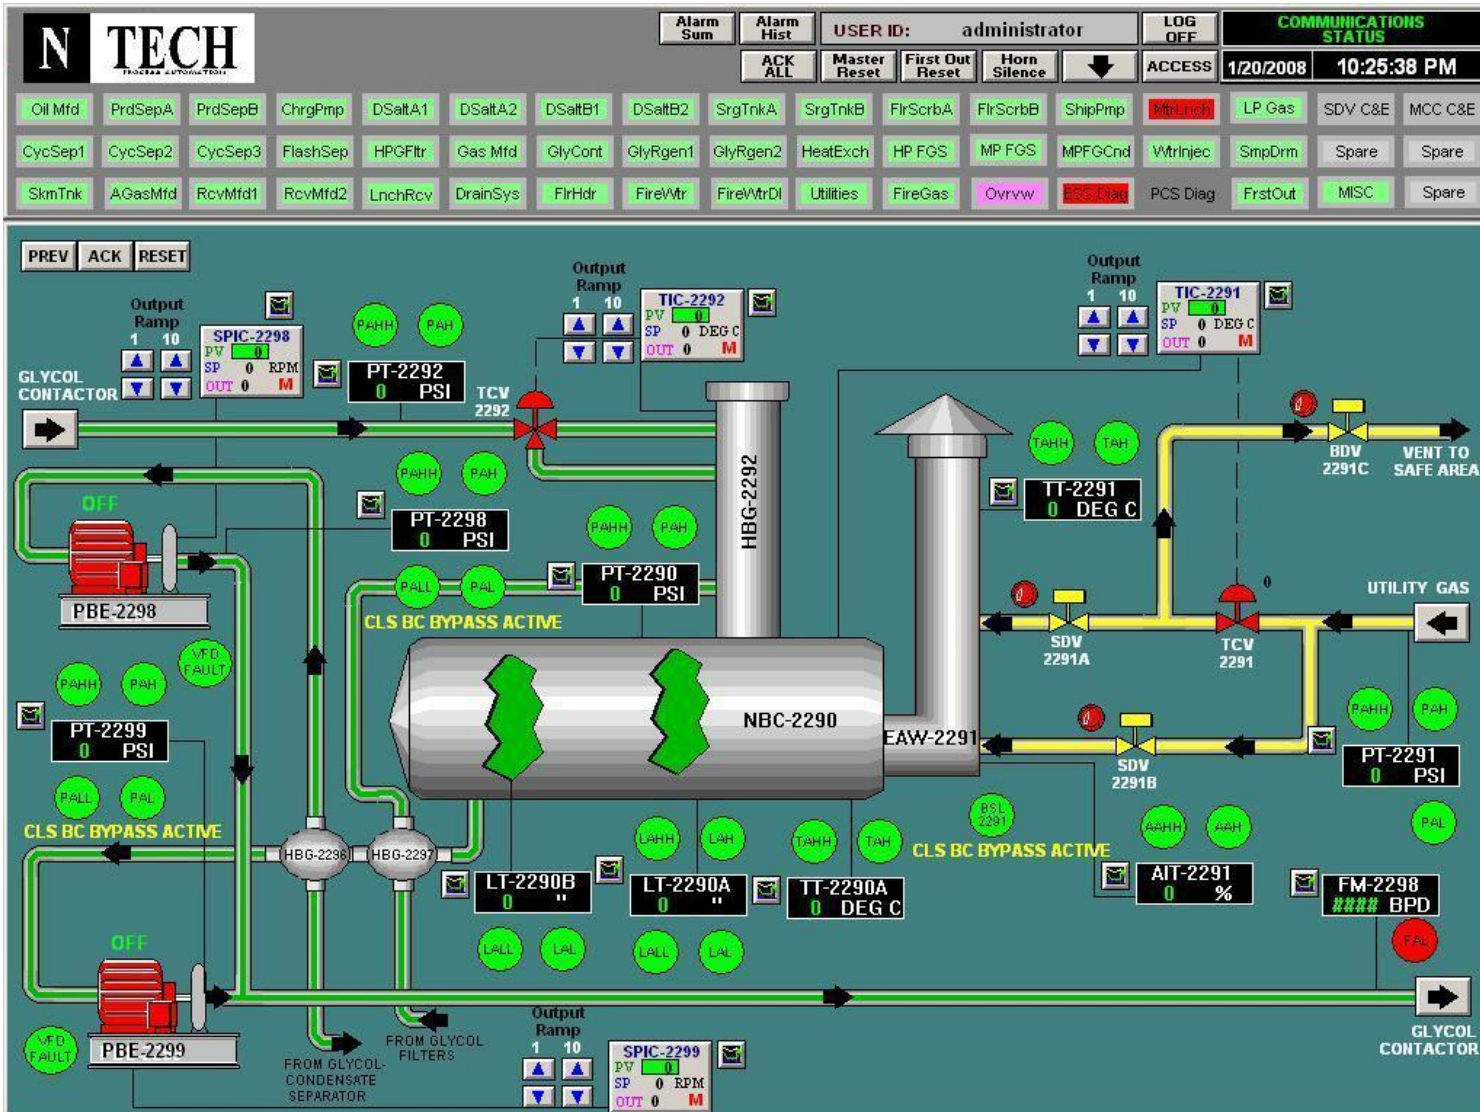 N TECH
PROCESS AUTOMATION
Alarm Sum
Alarm Hist
USER ID: administrator
LOG OFF
COMMUNICATIONS STATUS
ACK ALL
Master Reset
First Out Reset
Horn Silence
ACCESS
1/20/2008
10:25:38 PM
Oil Mfd PrdSepA PrdSepB ChrgPmp DSaltA1 DSaltA2 DSaltB1 DSaltB2 SrgTnkA SrgTnkB FlrScrbA FlrScrbB ShipPmp MtrLnch LP Gas SDV C&E MCC C&E
CycSep1 CycSep2 CycSep3 FlashSep HPGFltr Gas Mfd GlyCont GlyRgen1 GlyRgen2 HeatExch HP FGS MP FGS MPFGCnd WtrInjec SmpDrm Spare Spare
SkmTnk AGasMfd RcvMfd1 RcvMfd2 LnchRcv DrainSys FlrHdr FireWtr FireWtrDl Utilities FireGas Ovrvw ESS Diag PCS Diag FrstOut MISC Spare
PREV ACK RESET
Output
Ramp
1 10
SPIC-2298
PV 0
SP 0 RPM
OUT 0 M
PAHH PAH
PT-2292
0 PSI
Output
Ramp
1 10
TIC-2292
PV 0
SP 0 DEG C
OUT 0 M
Output
Ramp
1 10
TIC-2291
PV 0
SP 0 DEG C
OUT 0 M
GLYCOL
CONTACTOR
TCV
2292
BDV
2291C
VENT TO
SAFE AREA
TAHH TAH
TT-2291
0 DEG C
HBG-2292
PAHH PAH
PT-2298
0 PSI
PALL PAL
CLS BC BYPASS ACTIVE
PAHH PAH
PT-2290
0 PSI
OFF
PBE-2298
VFD
FAULT
0
UTILITY GAS
SDV
2291A
TCV
2291
PAHH PAH
PT-2299
0 PSI
PALL PAL
CLS BC BYPASS ACTIVE
NBC-2290
EAW-2291
SDV
2291B
PAHH PAH
PT-2291
0 PSI
PAL
BSL
2291
CLS BC BYPASS ACTIVE
HBG-2296
HBG-2297
LT-2290B
0 "
LALL LAL
LAHH LAH
LT-2290A
0 "
LALL LAL
TAHH TAH
TT-2290A
0 DEG C
AAHH AAH
AIT-2291
0 %
FM-2298
#### BPD
FAL
OFF
PBE-2299
VFD
FAULT
FROM GLYCOL-
CONDENSATE
SEPARATOR
FROM GLYCOL
FILTERS
Output
Ramp
1 10
SPIC-2299
PV 0
SP 0 RPM
OUT 0 M
GLYCOL
CONTACTOR